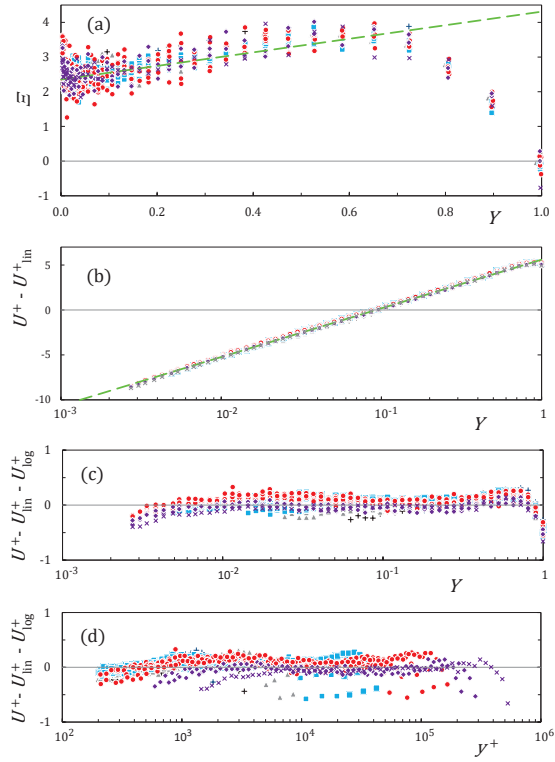 (a)
4
3
2
1
0
-1
Ξ
0.0 0.2 0.4 0.6 0.8 1.0
Y
(b)
5
0
-5
-10
U⁺ - U⁺lin
10⁻³ 10⁻² 10⁻¹ 1
Y
(c)
1
0
-1
U⁺- U⁺lin - U⁺log
10⁻³ 10⁻² 10⁻¹ 1
Y
(d)
1
0
-1
U⁺- U⁺lin - U⁺log
10² 10³ 10⁴ 10⁵ 10⁶
y⁺